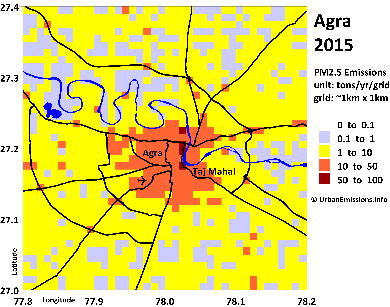 Agra
2015
PM2.5 Emissions
unit: tons/yr/grid
grid: ~1km x 1km
0 to 0.1
0.1 to 1
1 to 10
10 to 50
50 to 100
© UrbanEmissions.Info
27.4
27.3
27.2
27.1
27.0
Agra
Taj Mahal
Latitude
Longitude
77.8
77.9
78.0
78.1
78.2